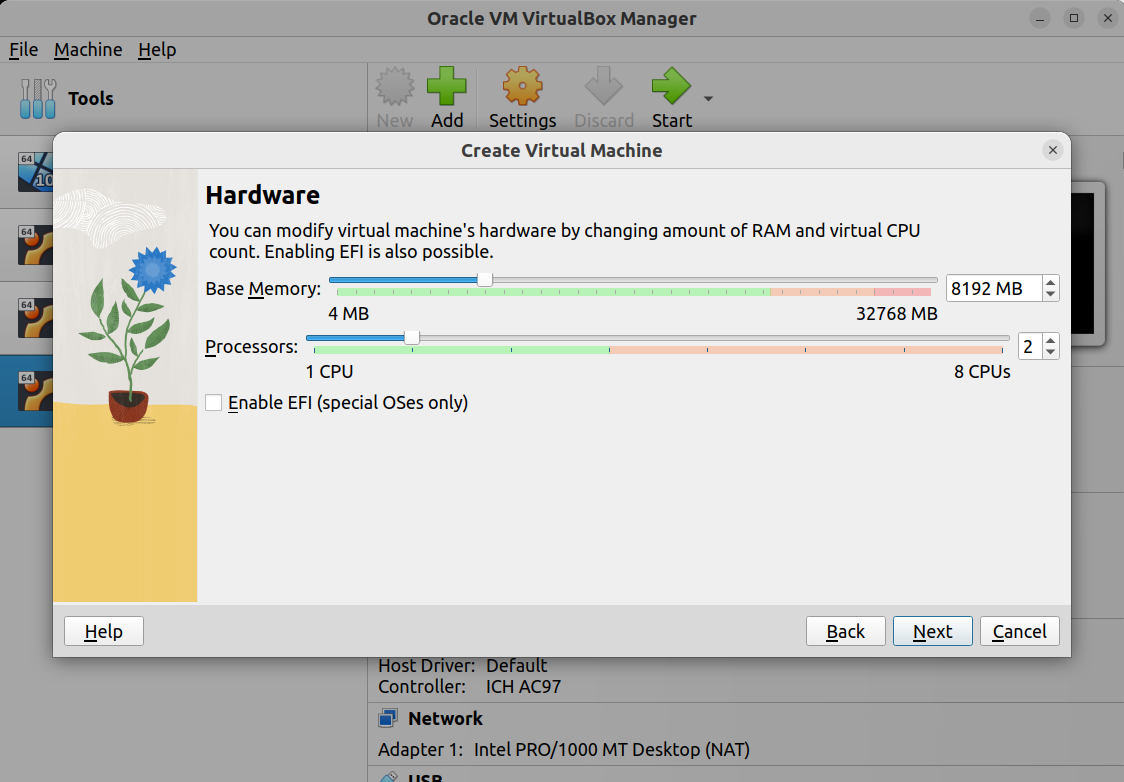 Oracle VM VirtualBox Manager
File Machine Help
Tools
New Add Settings Discard Start
64
10
64
64
64
Create Virtual Machine
Hardware
You can modify virtual machine's hardware by changing amount of RAM and virtual CPU
count. Enabling EFI is also possible.
Base Memory: 8192 MB
4 MB 32768 MB
Processors: 2
1 CPU 8 CPUs
Enable EFI (special OSes only)
Help Back Next Cancel
Host Driver: Default
Controller: ICH AC97
Network
Adapter 1: Intel PRO/1000 MT Desktop (NAT)
USB